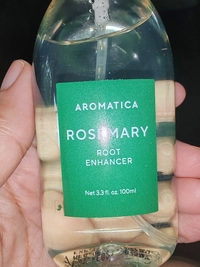 AROMATICA
ROSEMARY
ROOT
ENHANCER
Net 3.3 fl. oz. 100ml